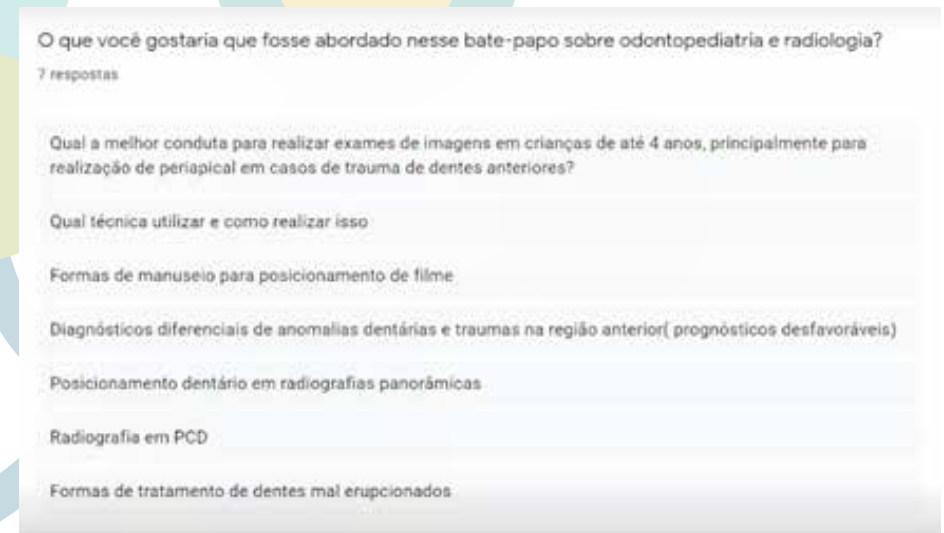 O que você gostaria que fosse abordado nesse bate-papo sobre odontopediatria e radiologia?
7 respostas
Qual a melhor conduta para realizar exames de imagens em crianças de até 4 anos, principalmente para
realização de periapical em casos de trauma de dentes anteriores?
Qual técnica utilizar e como realizar isso
Formas de manuseio para posicionamento de filme
Diagnósticos diferenciais de anomalias dentárias e traumas na região anterior( prognósticos desfavoráveis)
Posicionamento dentário em radiografias panorâmicas
Radiografia em PCD
Formas de tratamento de dentes mal erupcionados